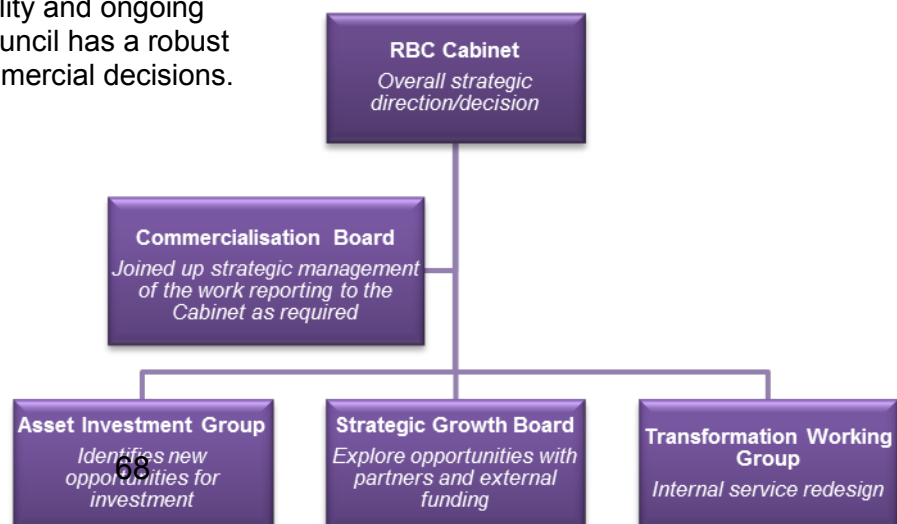 lity and ongoing
uncil has a robust
mercial decisions.
RBC Cabinet
Overall strategic
direction/decision
Commercialisation Board
Joined up strategic management
of the work reporting to the
Cabinet as required
Asset Investment Group
Identifies new
opportunities for
investment
68
Strategic Growth Board
Explore opportunities with
partners and external
funding
Transformation Working
Group
Internal service redesign